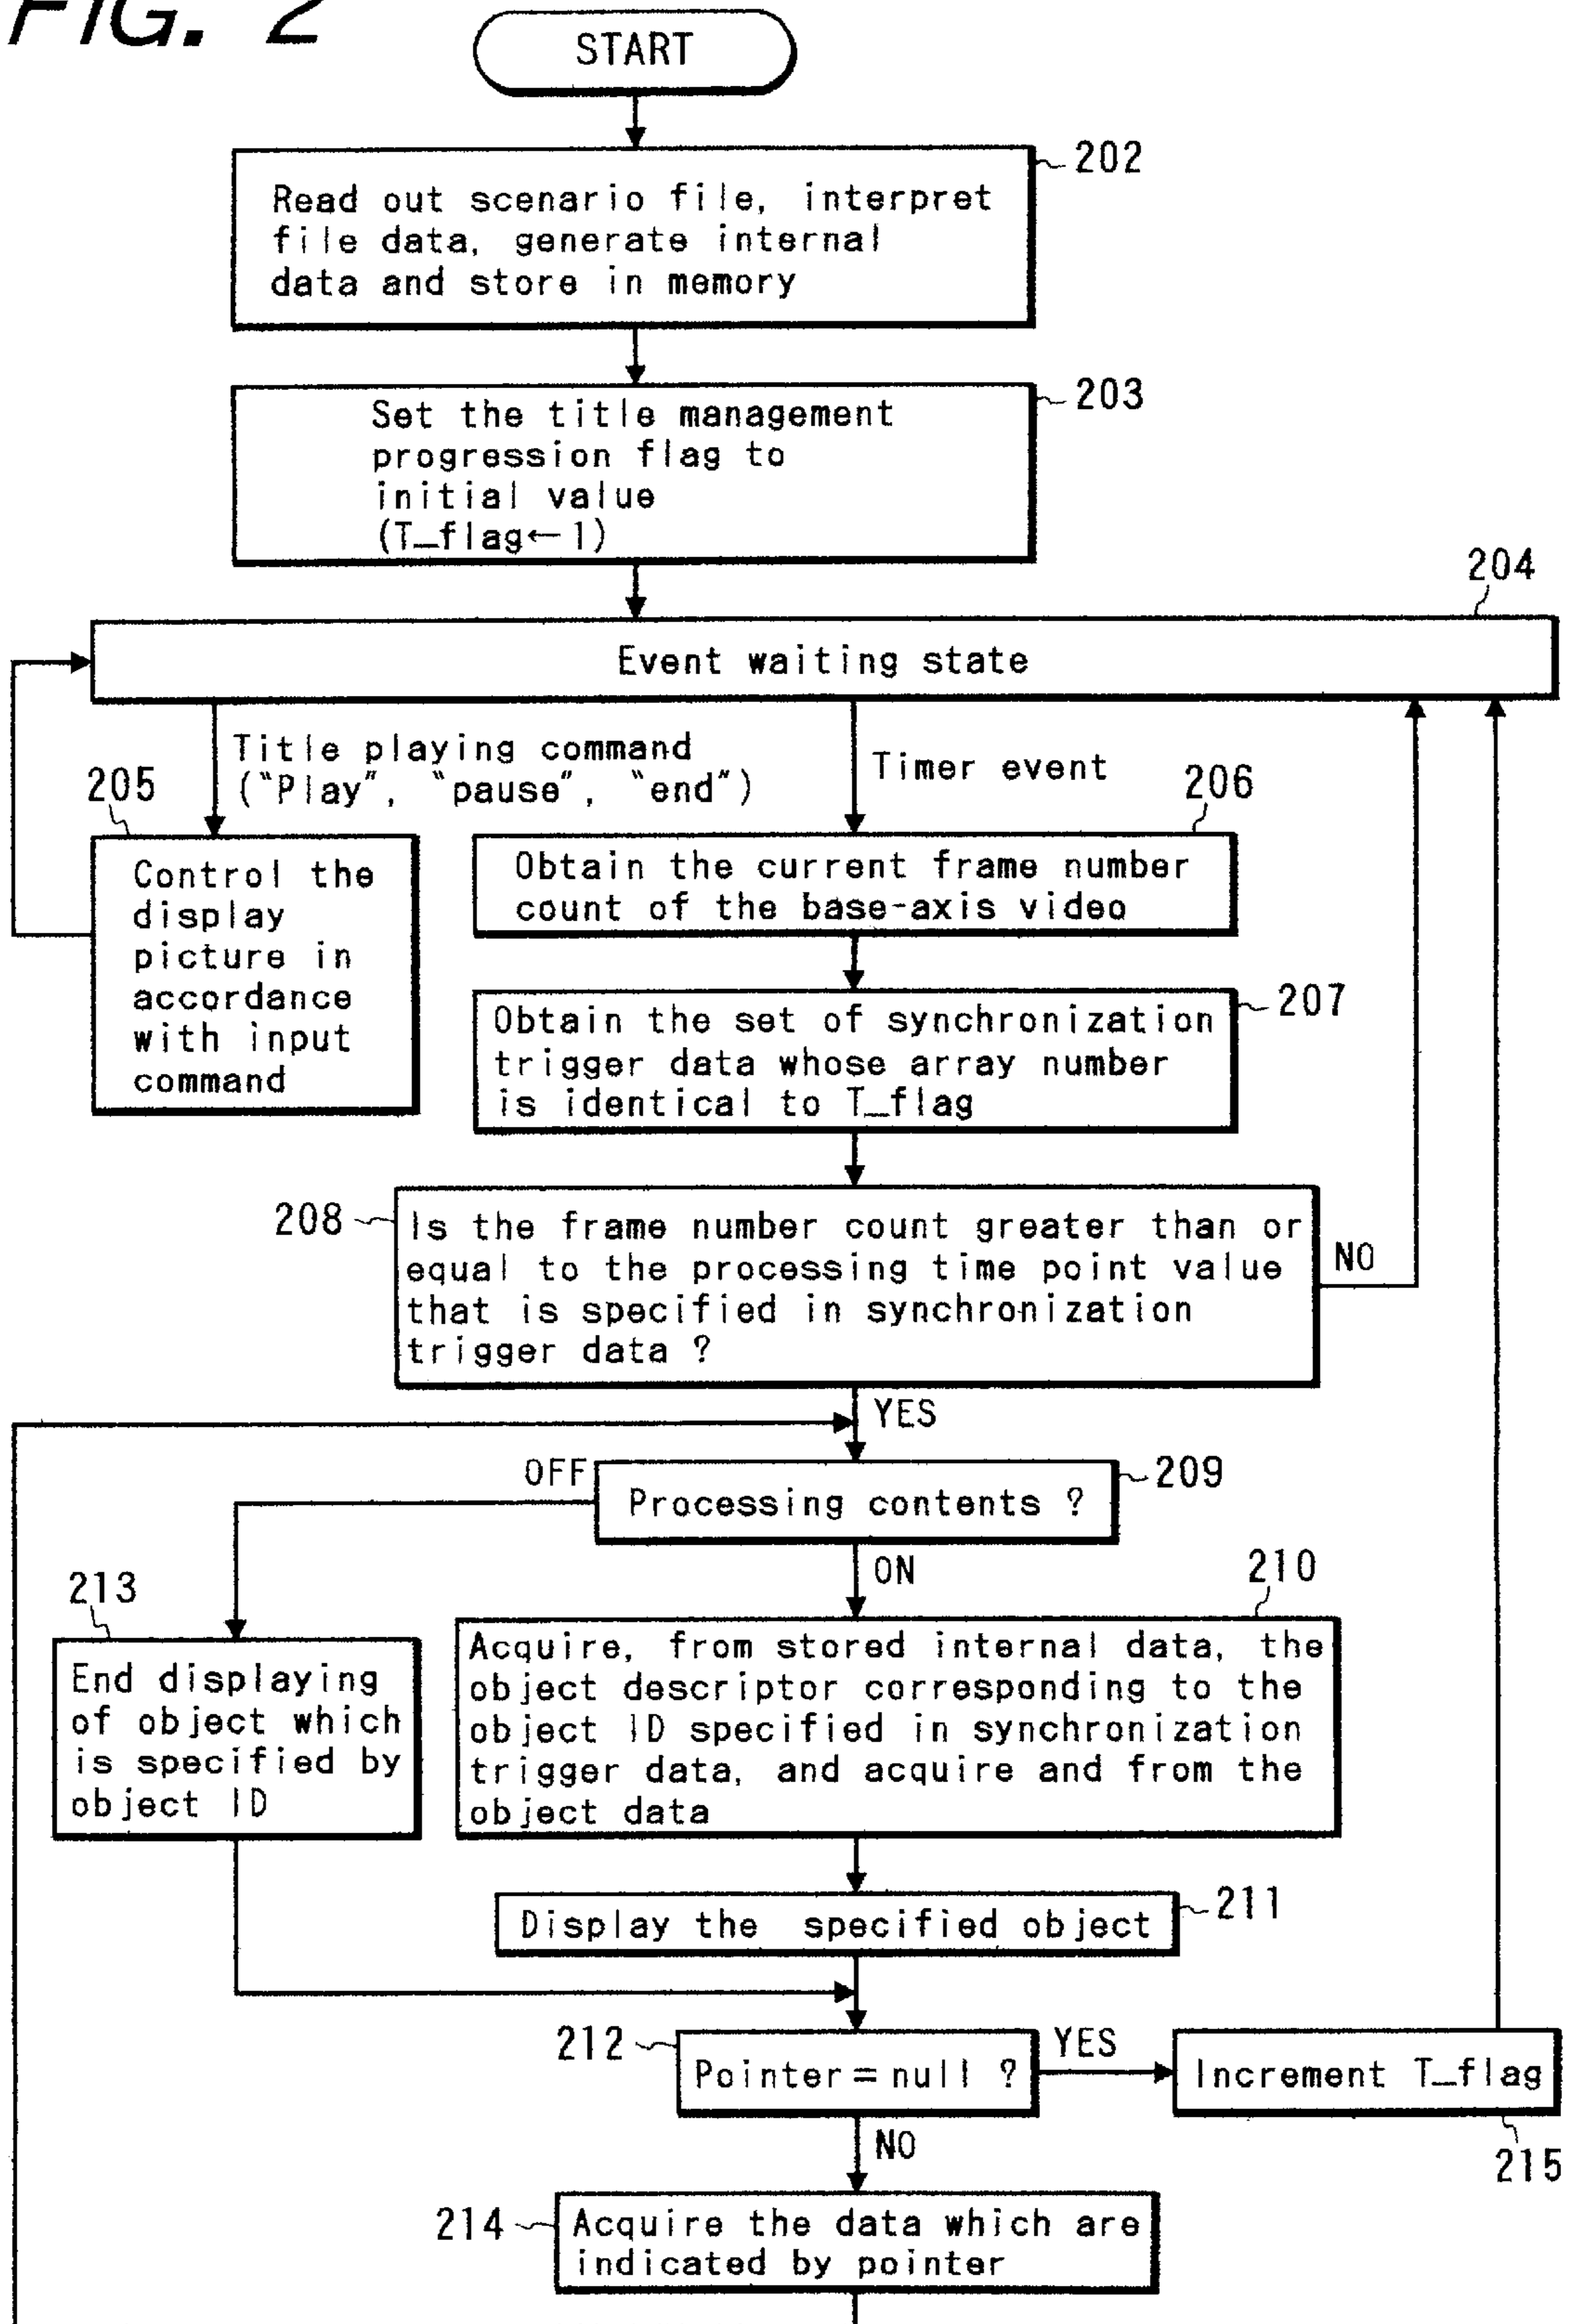 FIG. 2
START
202
Read out scenario file, interpret
file data, generate internal
data and store in memory
203
Set the title management
progression flag to
initial value
(T_flag←1)
204
Event waiting state
Title playing command
("Play", "pause", "end")
Timer event
205
Control the
display
picture in
accordance
with input
command
206
Obtain the current frame number
count of the base-axis video
207
Obtain the set of synchronization
trigger data whose array number
is identical to T_flag
208
Is the frame number count greater than or
equal to the processing time point value
that is specified in synchronization
trigger data ?
NO
YES
OFF
209
Processing contents ?
ON
213
End displaying
of object which
is specified by
object ID
210
Acquire, from stored internal data, the
object descriptor corresponding to the
object ID specified in synchronization
trigger data, and acquire and from the
object data
211
Display the specified object
212
Pointer = null ?
YES
Increment T_flag
215
NO
214
Acquire the data which are
indicated by pointer